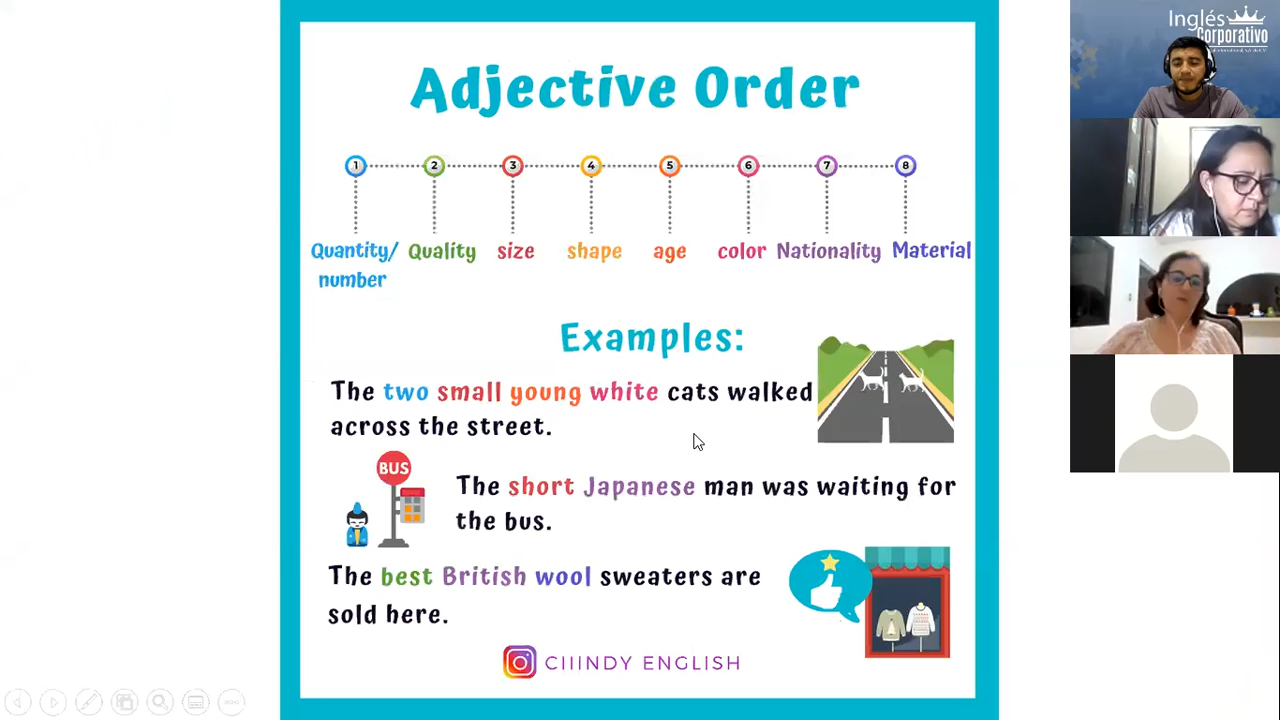 Adjective Order
1 2 3 4 5 6 7 8
Quantity/ Quality size shape age color Nationality Material
number
Examples:
The two small young white cats walked
across the street.
BUS
The short Japanese man was waiting for
the bus.
The best British wool sweaters are
sold here.
CIIINDY ENGLISH
Inglés
Corporativo